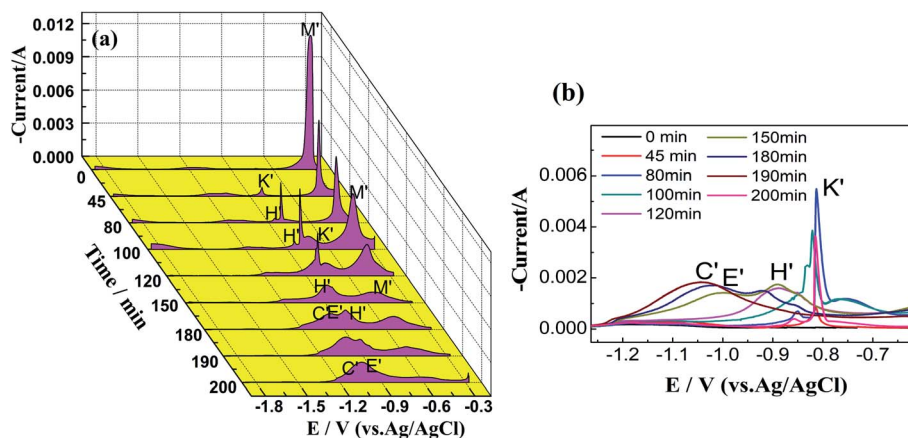 (a)
-Current/A
0.012
0.009
0.006
0.003
0.000
M'
K'
M'
H'
H'
K'
H'
M'
C'
E'
H'
C'
E'
0
45
80
100
120
150
180
190
200
Time / min
-1.8 -1.5 -1.2 -0.9 -0.6 -0.3
E / V (vs.Ag/AgCl)
(b)
-Current/A
0.006
0.004
0.002
0.000
0 min
45 min
80min
100min
120min
150min
180min
190min
200min
K'
C'
E'
H'
-1.2 -1.1 -1.0 -0.9 -0.8 -0.7
E / V (vs.Ag/AgCl)